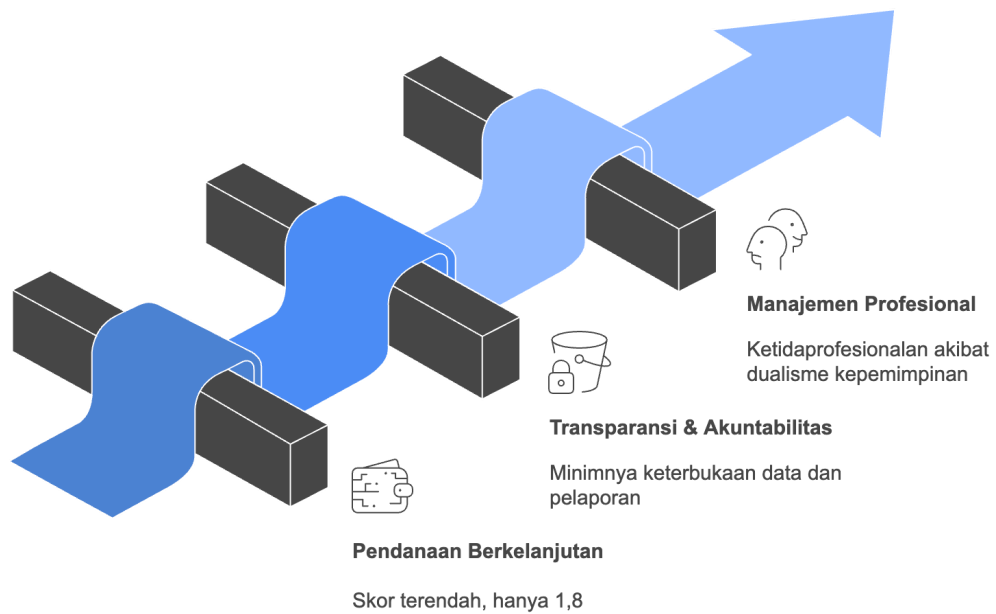 Manajemen Profesional
Ketidaprofesionalan akibat
dualisme kepemimpinan
Transparansi & Akuntabilitas
Minimnya keterbukaan data dan
pelaporan
Pendanaan Berkelanjutan
Skor terendah, hanya 1,8